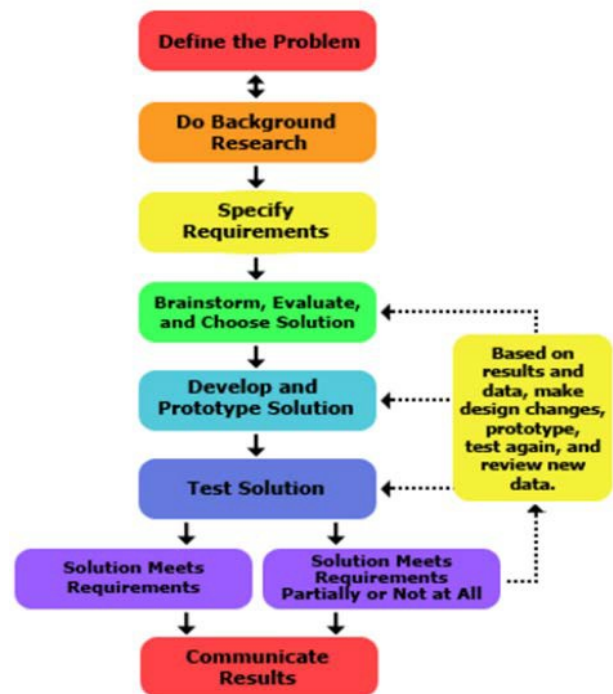 Define the Problem
Do Background
Research
Specify
Requirements
Brainstorm, Evaluate,
and Choose Solution
Develop and
Prototype Solution
Based on
results and
data, make
design changes,
prototype,
test again, and
review new
data.
Test Solution
Solution Meets
Requirements
Solution Meets
Requirements
Partially or Not at All
Communicate
Results